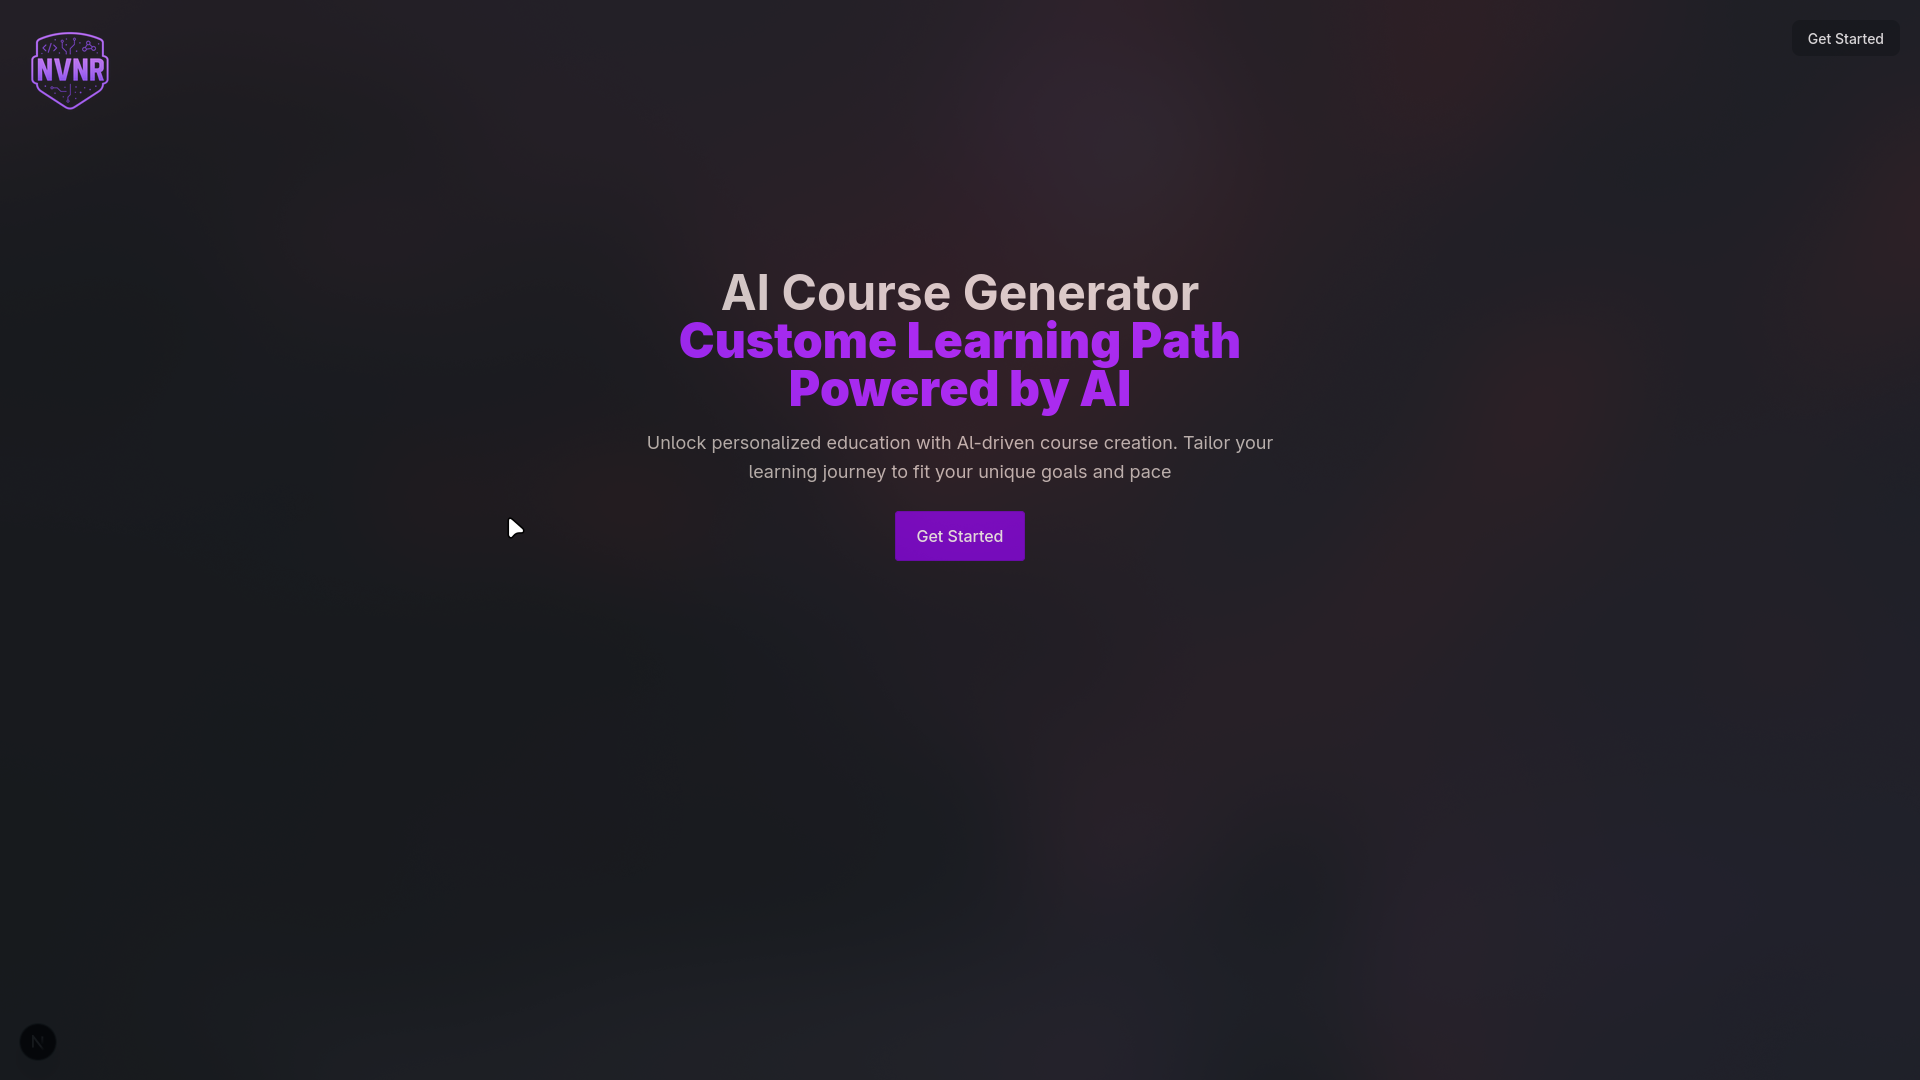 NVNR
Get Started
AI Course Generator
Custome Learning Path
Powered by AI
Unlock personalized education with AI-driven course creation. Tailor your
learning journey to fit your unique goals and pace
Get Started
N